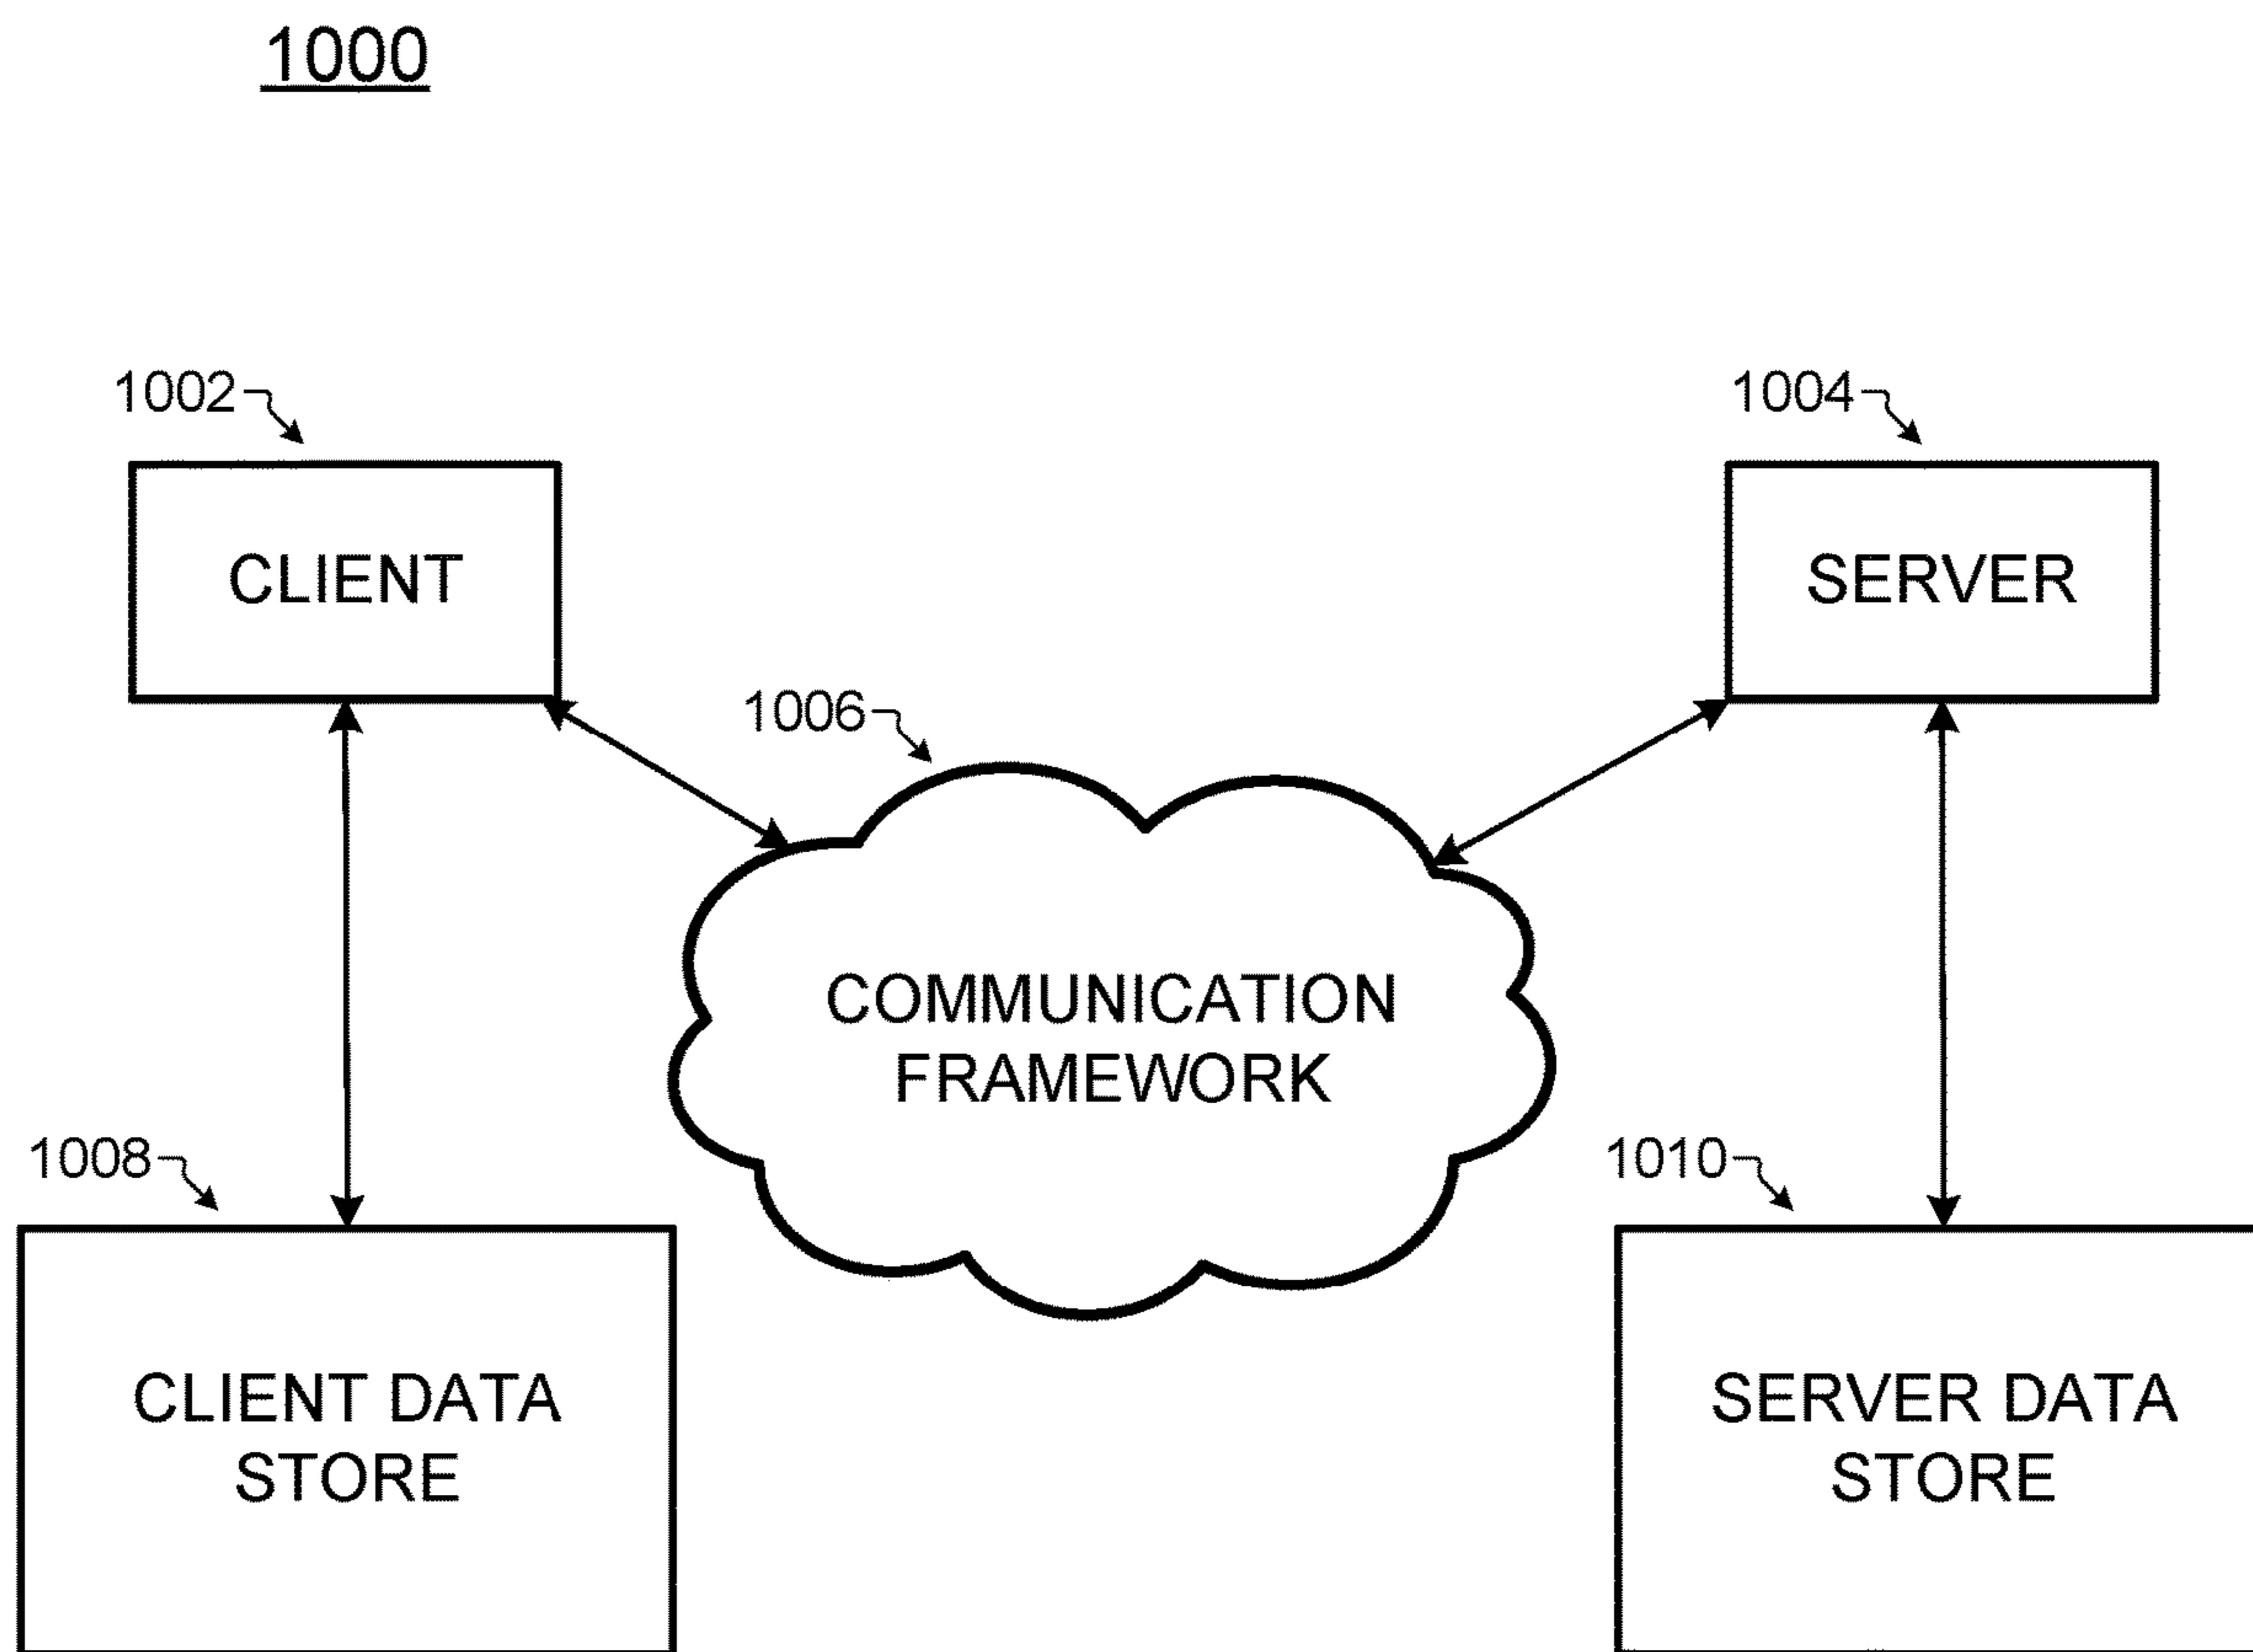 1000
1002
1004
CLIENT
SERVER
1006
COMMUNICATION
FRAMEWORK
1008
1010
CLIENT DATA
STORE
SERVER DATA
STORE